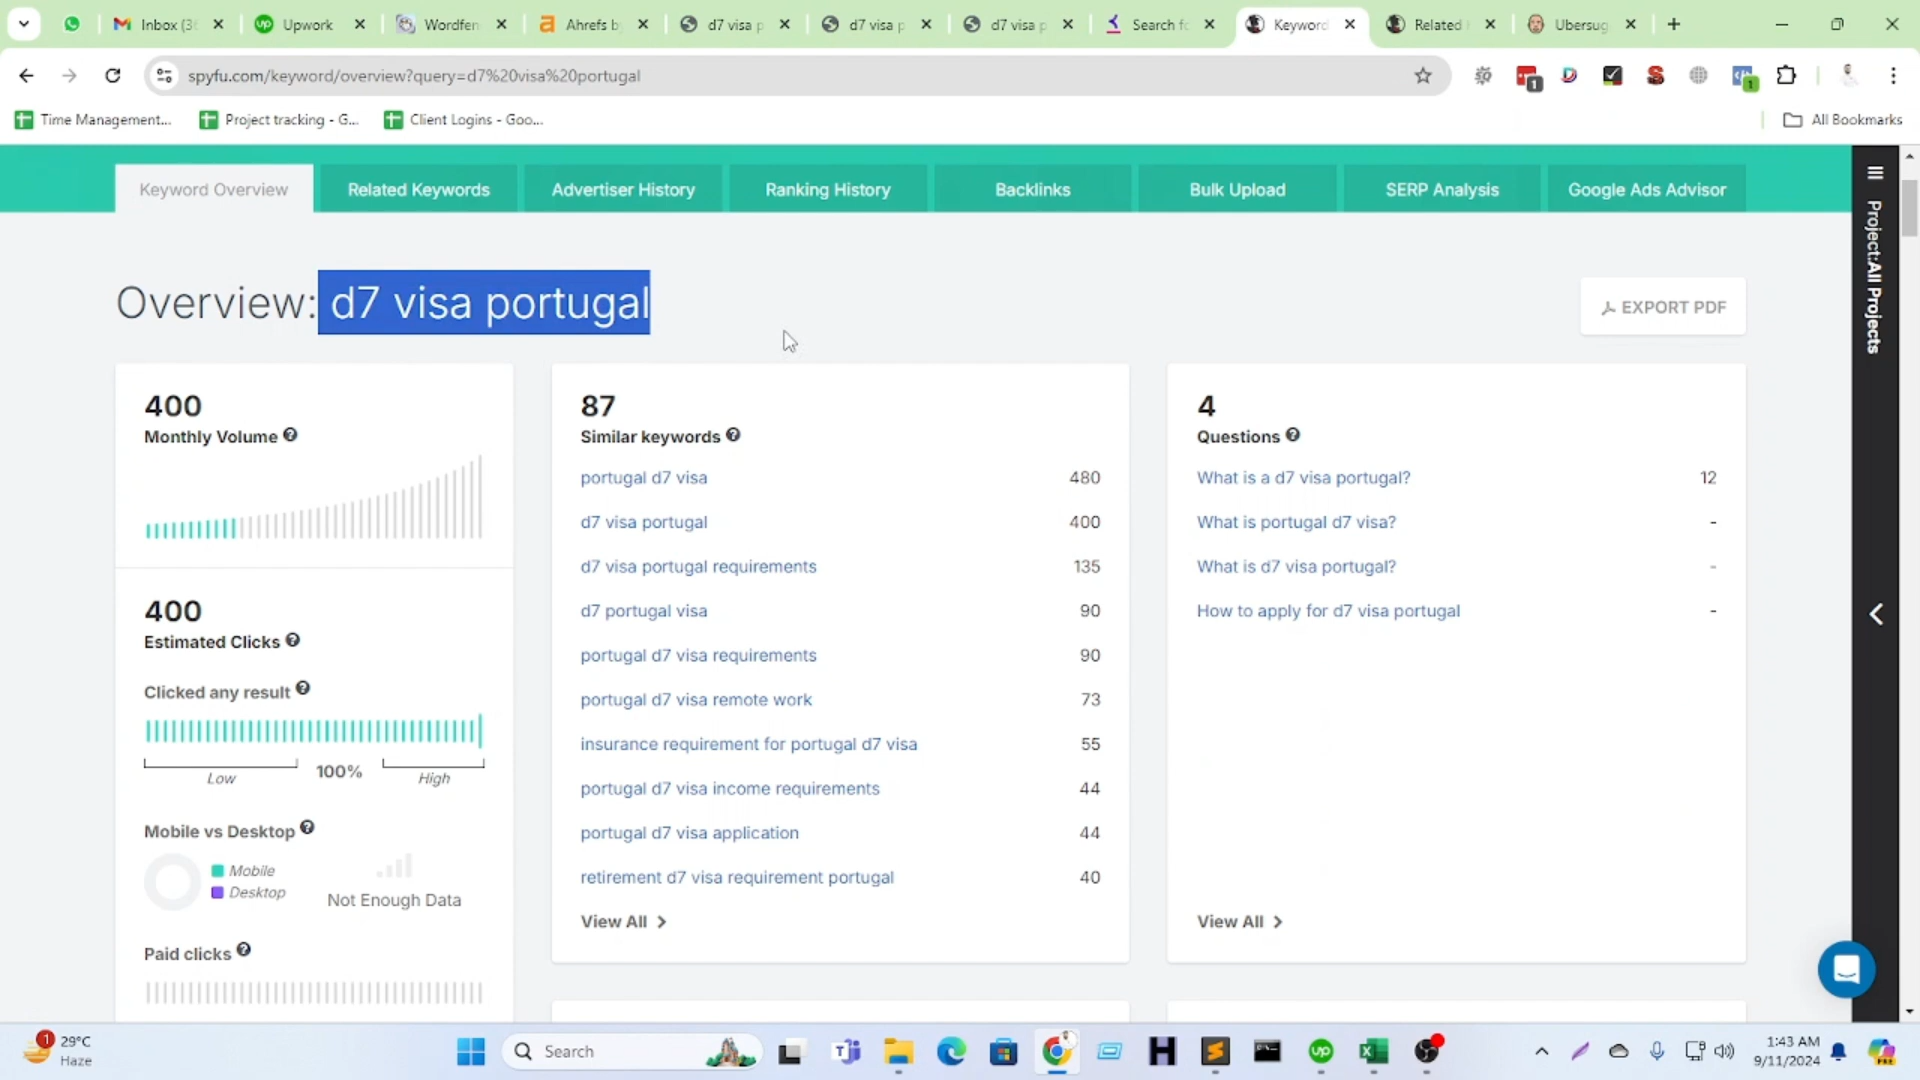 Inbox (3
Upwork
Wordfen
Ahrefs b
d7 visa p
d7 visa p
d7 visa p
Search fo
Keyword
Related
Ubersug
spyfu.com/keyword/overview?query=d7%20visa%20portugal
1
1
Time Management...
Project tracking - G...
Client Logins - Goo...
All Bookmarks
Keyword Overview
Related Keywords
Advertiser History
Ranking History
Backlinks
Bulk Upload
SERP Analysis
Google Ads Advisor
Project:All Projects
Overview: d7 visa portugal
EXPORT PDF
400
Monthly Volume
400
Estimated Clicks
Clicked any result
Low 100% High
Mobile vs Desktop
Mobile
Desktop
Not Enough Data
Paid clicks
87
Similar keywords
portugal d7 visa 480
d7 visa portugal 400
d7 visa portugal requirements 135
d7 portugal visa 90
portugal d7 visa requirements 90
portugal d7 visa remote work 73
insurance requirement for portugal d7 visa 55
portugal d7 visa income requirements 44
portugal d7 visa application 44
retirement d7 visa requirement portugal 40
View All
4
Questions
What is a d7 visa portugal? 12
What is portugal d7 visa? -
What is d7 visa portugal? -
How to apply for d7 visa portugal -
View All
1
29°C
Haze
Search
1:43 AM
9/11/2024